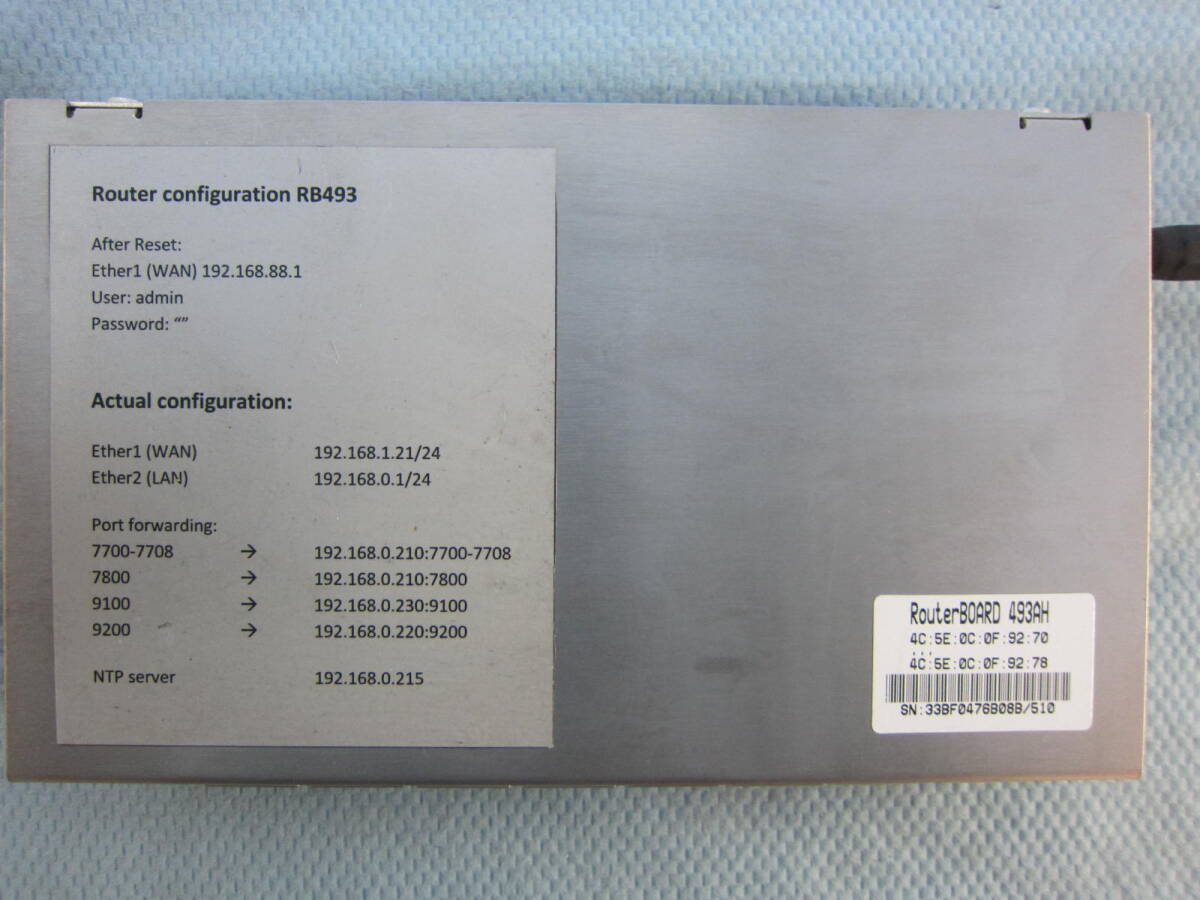 Router configuration RB493
After Reset:
Ether1 (WAN) 192.168.88.1
User: admin
Password: “”
Actual configuration:
Ether1 (WAN) 192.168.1.21/24
Ether2 (LAN) 192.168.0.1/24
Port forwarding:
7700-7708 → 192.168.0.210:7700-7708
7800 → 192.168.0.210:7800
9100 → 192.168.0.230:9100
9200 → 192.168.0.220:9200
NTP server 192.168.0.215
RouterBOARD 493AH
4C:5E:0C:0F:92:70
...
4C:5E:0C:0F:92:78
SN:33BF0476B08B/510